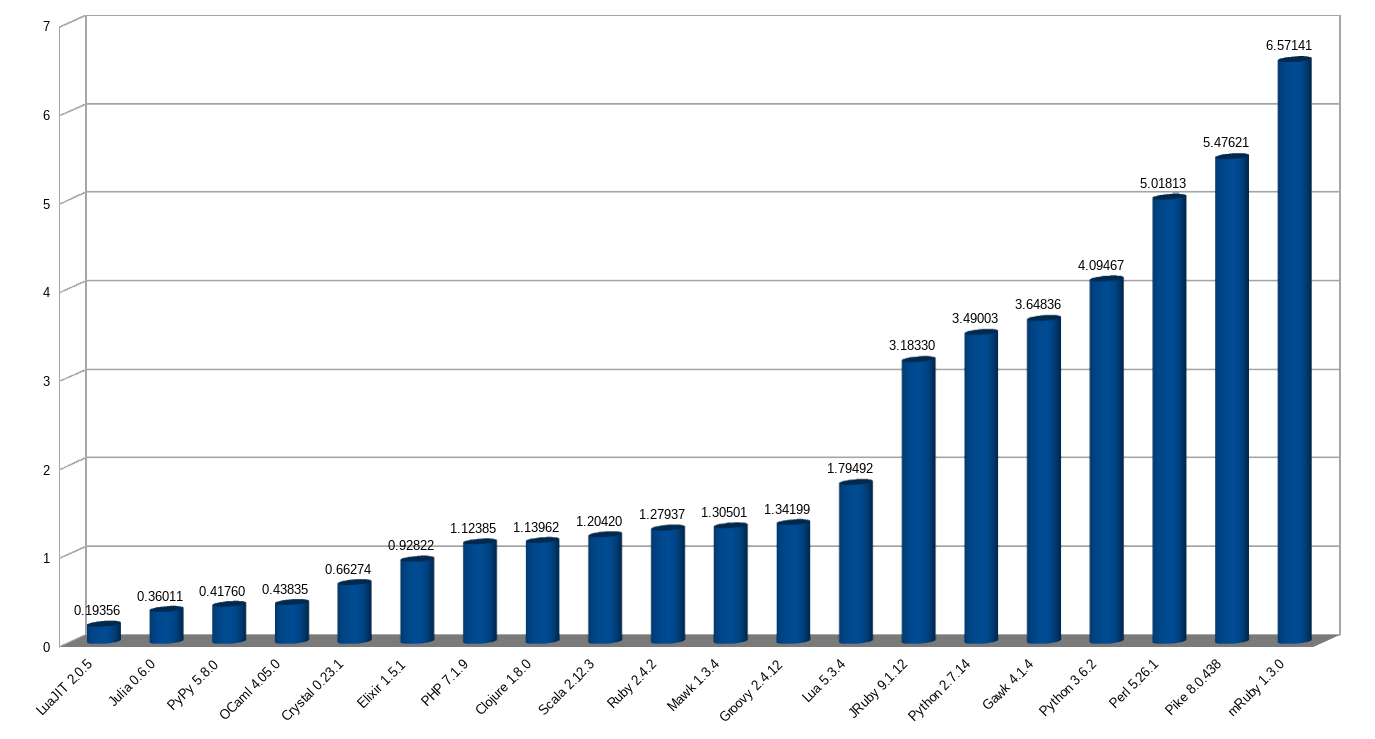 7
6
5
4
3
2
1
0
0.19356
0.36011
0.41760
0.43835
0.66274
0.92822
1.12385
1.13962
1.20420
1.27937
1.30501
1.34199
1.79492
3.18330
3.49003
3.64836
4.09467
5.01813
5.47621
6.57141
LuaJIT 2.0.5
Julia 0.6.0
PyPy 5.8.0
OCaml 4.05.0
Crystal 0.23.1
Elixir 1.5.1
PHP 7.1.9
Clojure 1.8.0
Scala 2.12.3
Ruby 2.4.2
Mawk 1.3.4
Groovy 2.4.12
Lua 5.3.4
JRuby 9.1.12
Python 2.7.14
Gawk 4.1.4
Python 3.6.2
Perl 5.26.1
Pike 8.0.438
mRuby 1.3.0